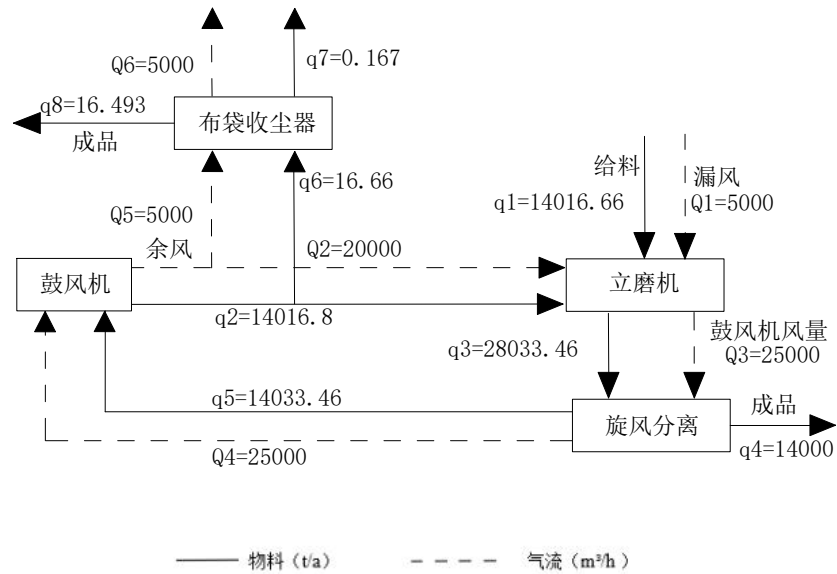 Q6=5000
q7=0.167
q8=16.493
成品
布袋收尘器
q6=16.66
给料
漏风
q1=14016.66
Q1=5000
Q5=5000
余风
Q2=20000
鼓风机
立磨机
q2=14016.8
鼓风机风量
q3=28033.46
Q3=25000
q5=14033.46
成品
旋风分离
q4=14000
Q4=25000
物料（t/a）
气流（m³/h）